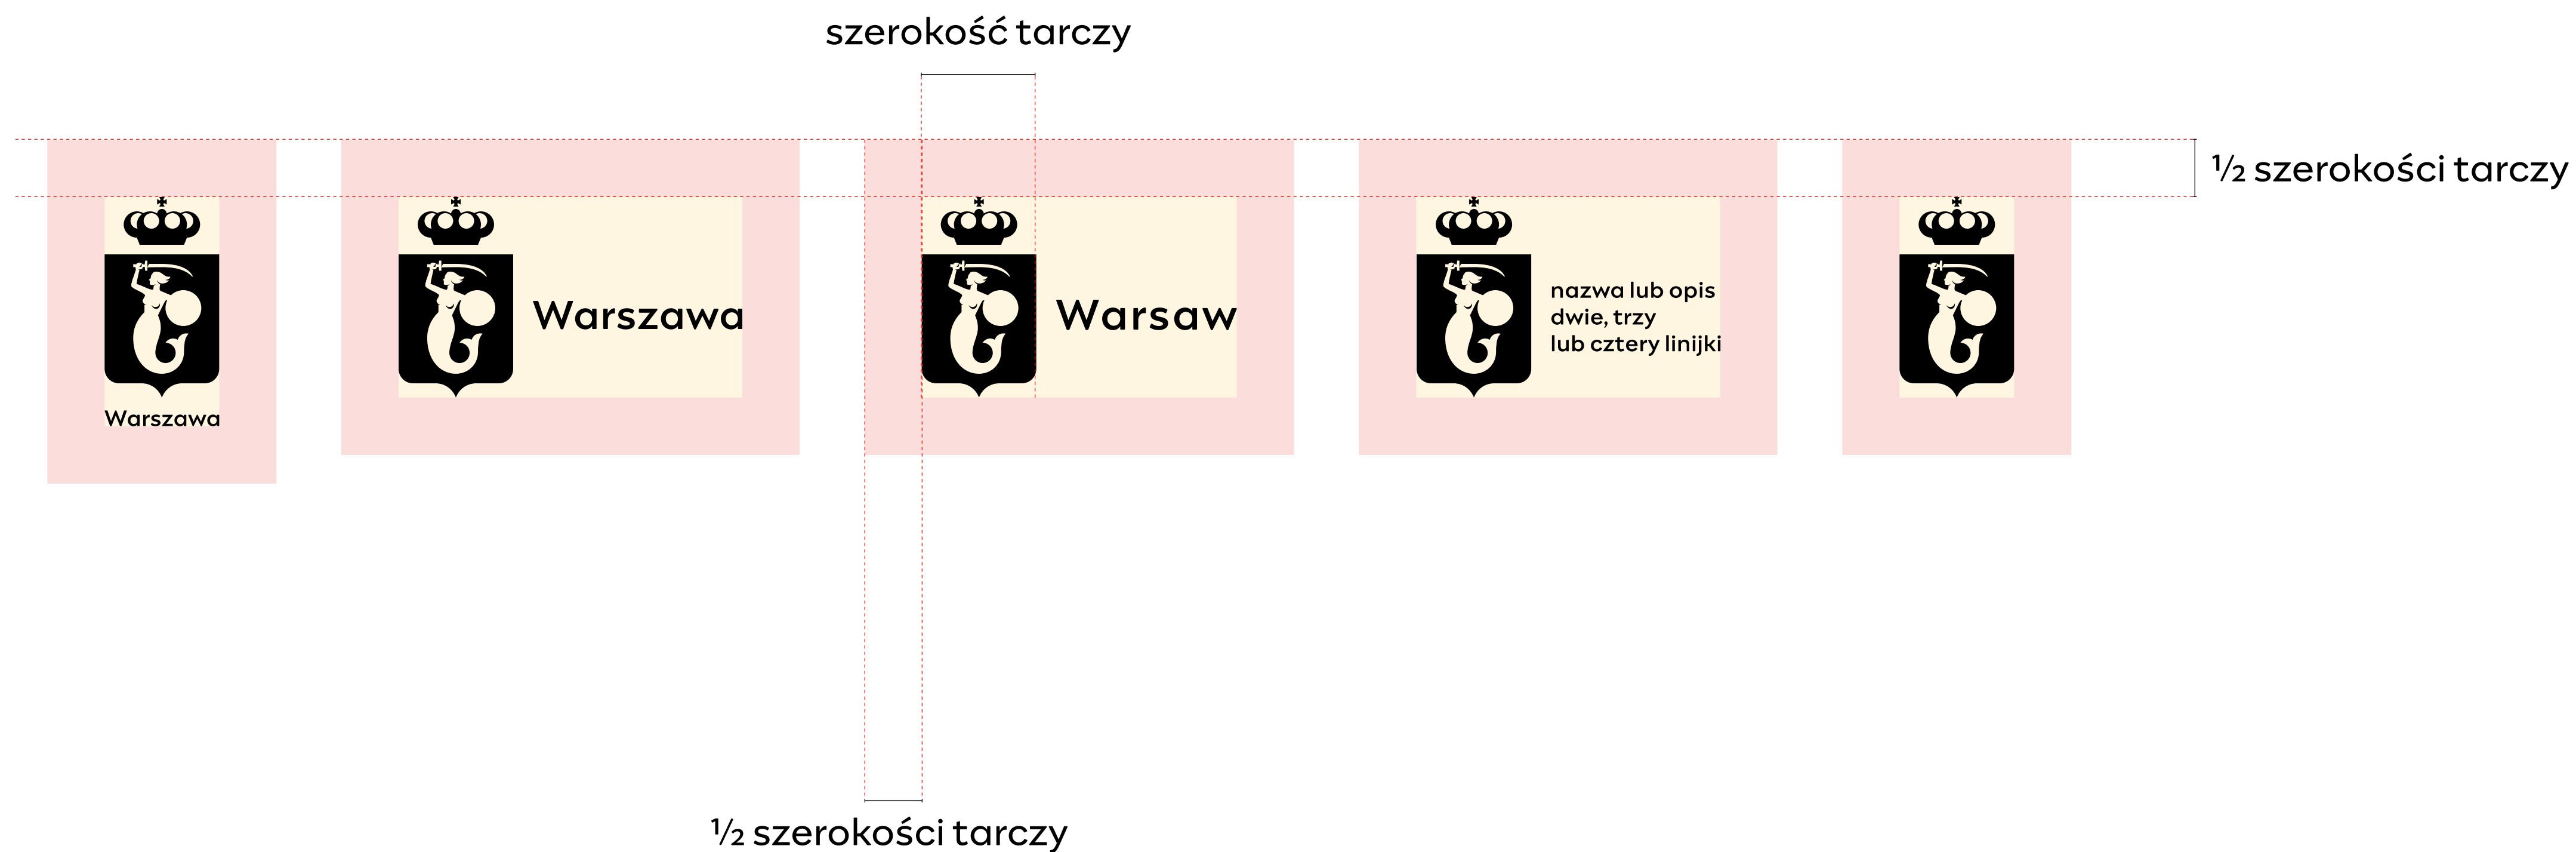 szerokość tarczy
½ szerokości tarczy
Warszawa
Warszawa
Warsaw
nazwa lub opis
dwie, trzy
lub cztery linijki
½ szerokości tarczy